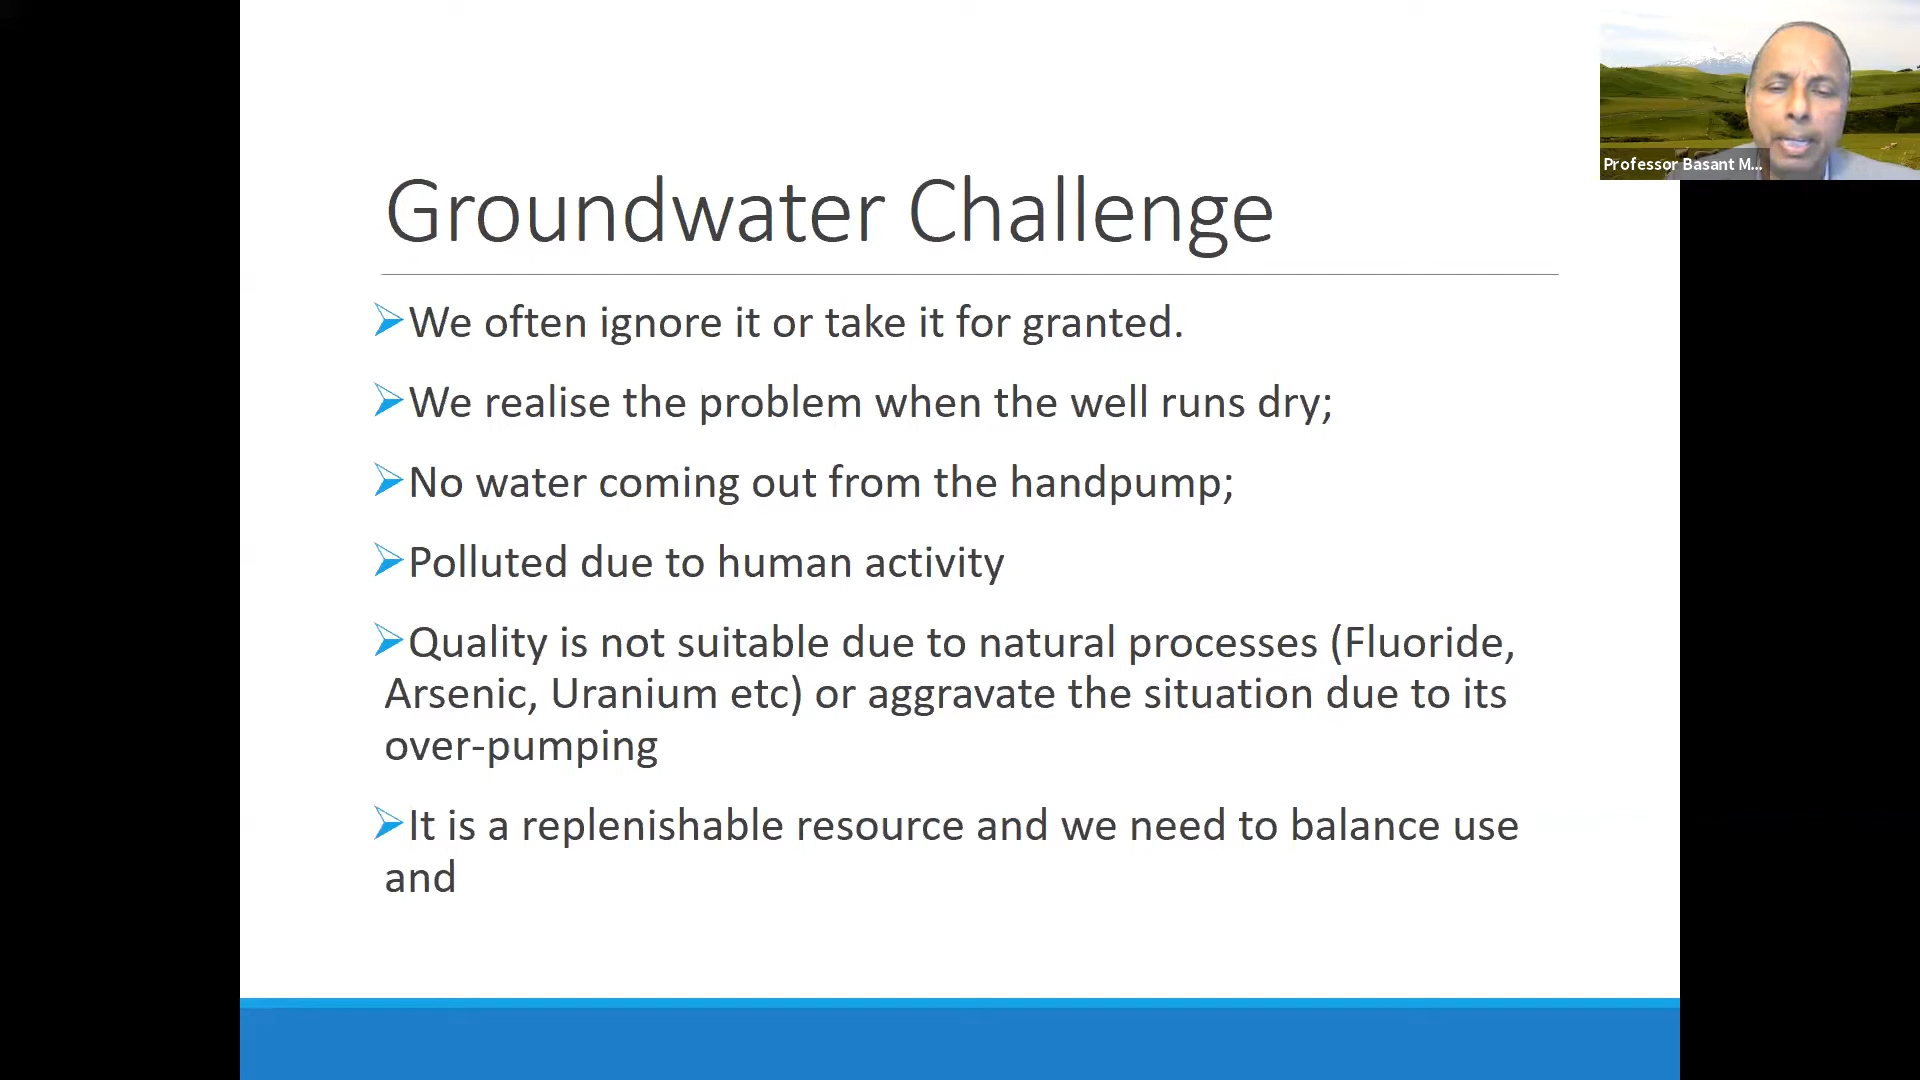 Professor Basant M...
Groundwater Challenge
We often ignore it or take it for granted.
We realise the problem when the well runs dry;
No water coming out from the handpump;
Polluted due to human activity
Quality is not suitable due to natural processes (Fluoride,
Arsenic, Uranium etc) or aggravate the situation due to its
over-pumping
It is a replenishable resource and we need to balance use
and